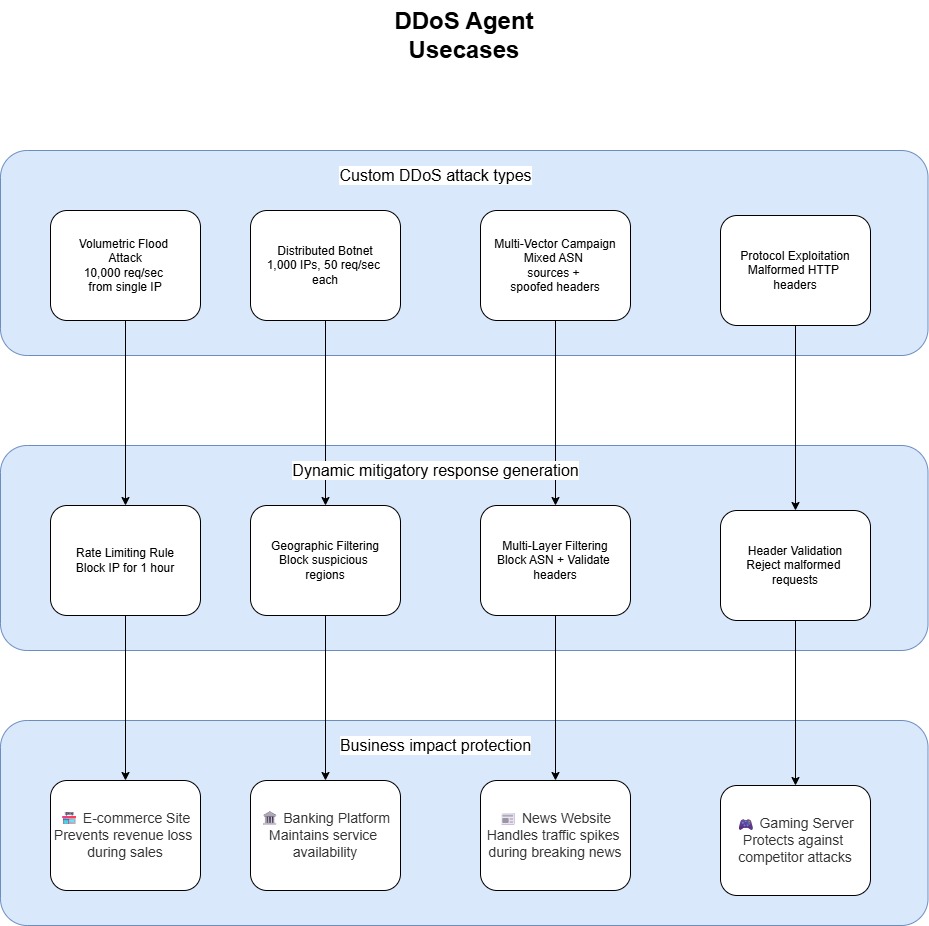 DDoS Agent
Usecases
Custom DDoS attack types
Volumetric Flood
Attack
10,000 req/sec
from single IP
Distributed Botnet
1,000 IPs, 50 req/sec
each
Multi-Vector Campaign
Mixed ASN
sources +
spoofed headers
Protocol Exploitation
Malformed HTTP
headers
Dynamic mitigatory response generation
Rate Limiting Rule
Block IP for 1 hour
Geographic Filtering
Block suspicious
regions
Multi-Layer Filtering
Block ASN + Validate
headers
Header Validation
Reject malformed
requests
Business impact protection
E-commerce Site
Prevents revenue loss
during sales
Banking Platform
Maintains service
availability
News Website
Handles traffic spikes
during breaking news
Gaming Server
Protects against
competitor attacks